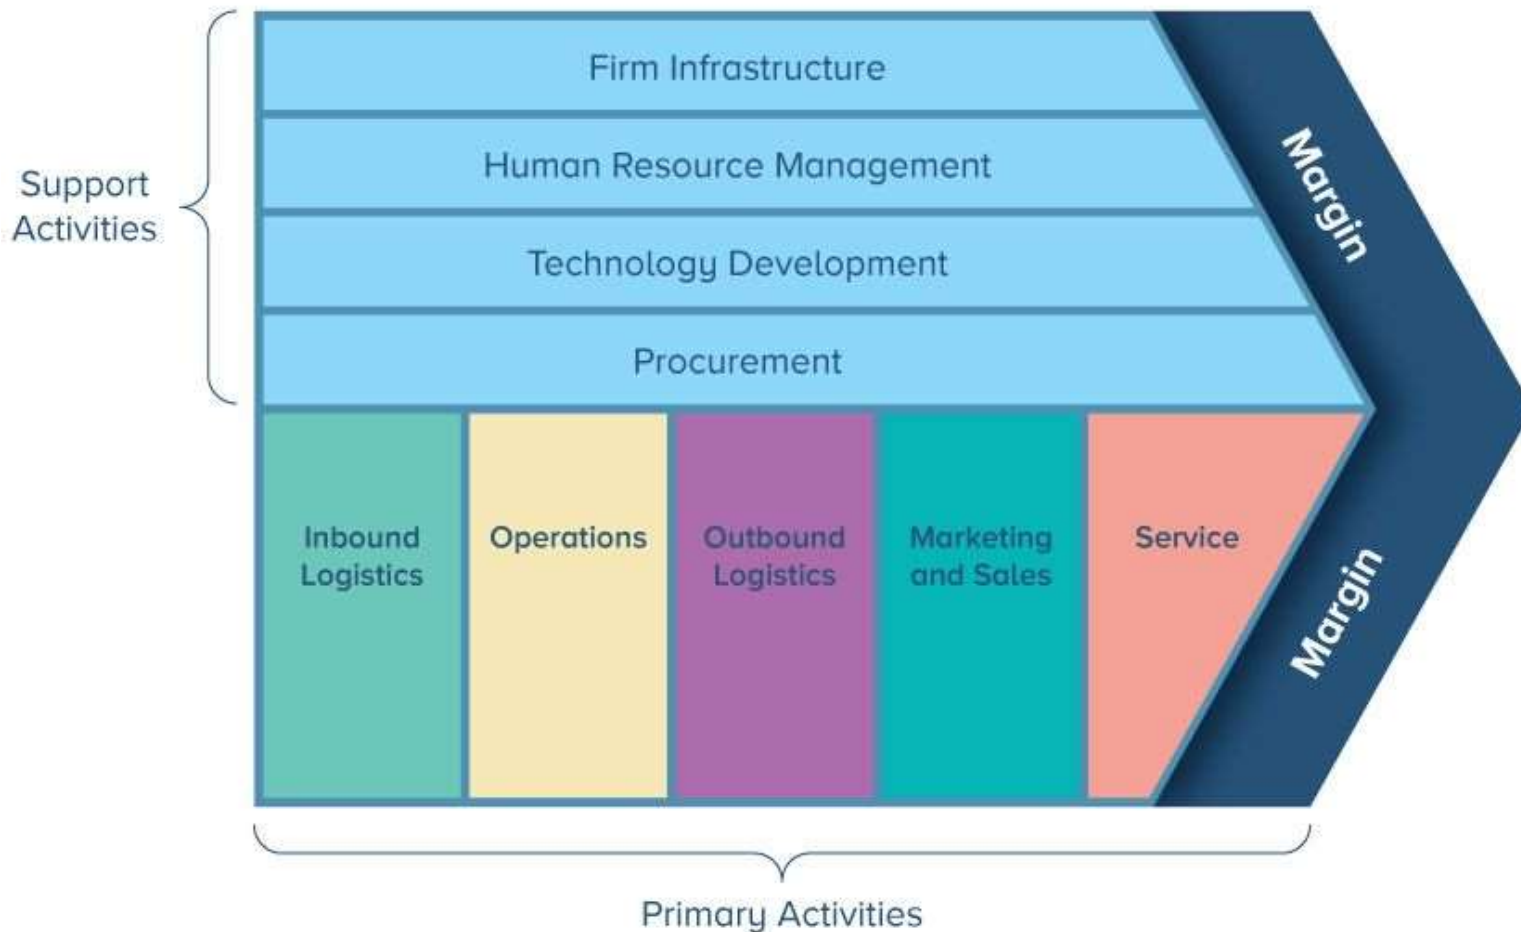 Firm Infrastructure
Human Resource Management
Technology Development
Procurement
Support
Activities
Margin
Inbound
Logistics
Operations
Outbound
Logistics
Marketing
and Sales
Service
Margin
Primary Activities